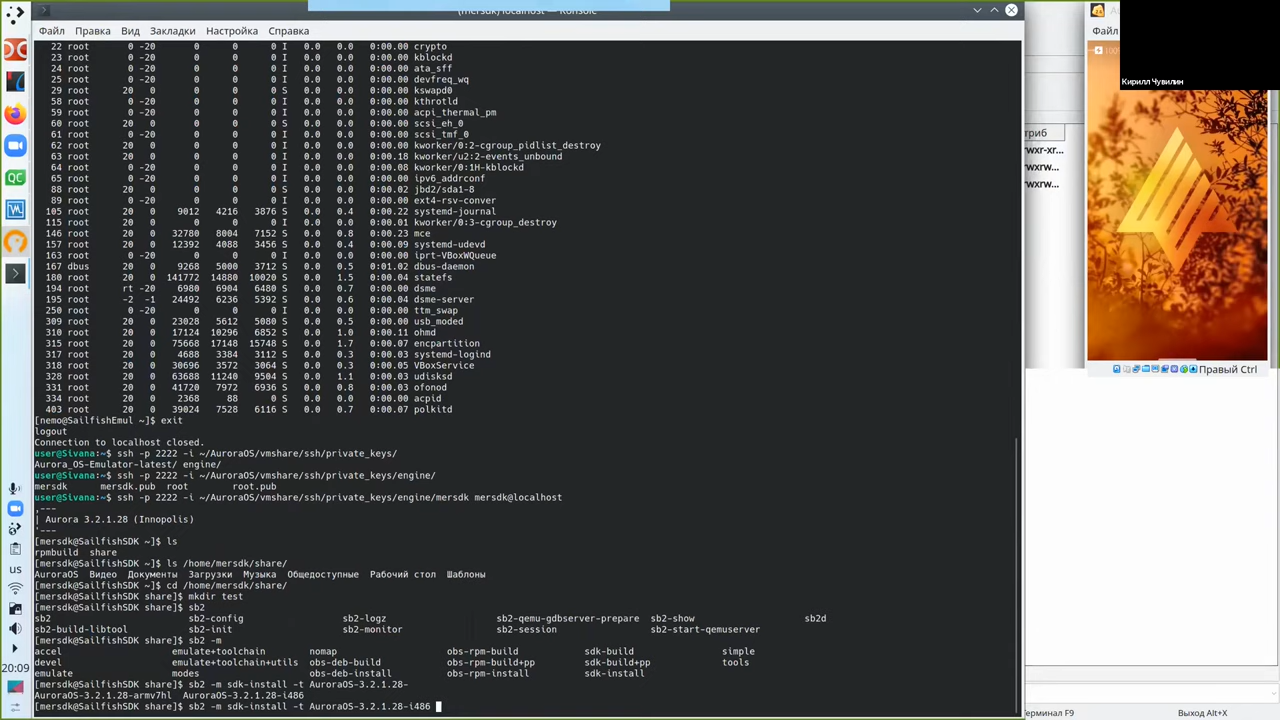 (mersdk) localhost — Konsole
Файл Правка Вид Закладки Настройка Справка
22 root 0 -20 0 0 0 I 0.0 0.0 0:00.00 crypto
23 root 0 -20 0 0 0 I 0.0 0.0 0:00.00 kblockd
24 root 0 -20 0 0 0 I 0.0 0.0 0:00.00 ata_sff
25 root 0 -20 0 0 0 I 0.0 0.0 0:00.00 devfreq_wq
29 root 20 0 0 0 0 S 0.0 0.0 0:00.00 kswapd0
58 root 0 -20 0 0 0 I 0.0 0.0 0:00.00 kthrotld
59 root 0 -20 0 0 0 I 0.0 0.0 0:00.00 acpi_thermal_pm
60 root 20 0 0 0 0 S 0.0 0.0 0:00.00 scsi_eh_0
61 root 0 -20 0 0 0 I 0.0 0.0 0:00.00 scsi_tmf_0
62 root 20 0 0 0 0 I 0.0 0.0 0:00.00 kworker/0:2-cgroup_pidlist_destroy
63 root 20 0 0 0 0 I 0.0 0.0 0:00.18 kworker/u2:2-events_unbound
64 root 0 -20 0 0 0 I 0.0 0.0 0:00.00 kworker/0:1H-kblockd
65 root 0 -20 0 0 0 I 0.0 0.0 0:00.00 ipv6_addrconf
88 root 20 0 0 0 0 S 0.0 0.0 0:00.02 jbd2/sda1-8
89 root 0 -20 0 0 0 I 0.0 0.0 0:00.00 ext4-rsv-conver
105 root 20 0 9012 4216 3876 S 0.0 0.4 0:00.22 systemd-journal
115 root 20 0 0 0 0 I 0.0 0.0 0:00.01 kworker/0:3-cgroup_destroy
146 root 20 0 32780 8004 7152 S 0.0 0.8 0:00.23 mce
157 root 20 0 12392 4088 3456 S 0.0 0.4 0:00.09 systemd-udevd
163 root 0 -20 0 0 0 I 0.0 0.0 0:00.00 iprt-VBoxWQueue
167 dbus 20 0 9268 5000 3712 S 0.0 0.5 0:01.02 dbus-daemon
180 root 20 0 141772 14880 10020 S 0.0 1.5 0:00.04 statefs
194 root rt -20 6980 6904 6480 S 0.0 0.7 0:00.04 dsme
195 root -2 -1 24492 6236 5392 S 0.0 0.6 0:00.04 dsme-server
250 root 0 -20 0 0 0 I 0.0 0.0 0:00.00 ttm_swap
309 root 20 0 23028 5612 5080 S 0.0 0.5 0:00.01 usb_moded
310 root 20 0 17124 10296 6852 S 0.0 1.0 0:00.11 ohmd
315 root 20 0 75668 17148 15748 S 0.0 1.7 0:00.07 encpartition
317 root 20 0 4688 3384 3112 S 0.0 0.3 0:00.03 systemd-logind
318 root 20 0 30696 3572 3064 S 0.0 0.3 0:00.05 VBoxService
328 root 20 0 63688 11240 9504 S 0.0 1.1 0:00.03 udisksd
331 root 20 0 41720 7972 6936 S 0.0 0.8 0:00.03 ofonod
334 root 20 0 2368 88 0 S 0.0 0.0 0:00.00 acpid
403 root 20 0 39024 7528 6116 S 0.0 0.7 0:00.07 polkitd
[nemo@SailfishEmul ~]$ exit
logout
Connection to localhost closed.
user@Sivana:~$ ssh -p 2222 -i ~/AuroraOS/vmshare/ssh/private_keys/
Aurora_OS-Emulator-latest/ engine/
user@Sivana:~$ ssh -p 2222 -i ~/AuroraOS/vmshare/ssh/private_keys/engine/
mersdk mersdk.pub root root.pub
user@Sivana:~$ ssh -p 2222 -i ~/AuroraOS/vmshare/ssh/private_keys/engine/mersdk mersdk@localhost
,---
| Aurora 3.2.1.28 (Innopolis)
'---
[mersdk@SailfishSDK ~]$ ls
rpmbuild share
[mersdk@SailfishSDK ~]$ ls /home/mersdk/share/
AuroraOS Видео Документы Загрузки Музыка Общедоступные Рабочий стол Шаблоны
[mersdk@SailfishSDK ~]$ cd /home/mersdk/share/
[mersdk@SailfishSDK share]$ mkdir test
[mersdk@SailfishSDK share]$ sb2
sb2 sb2-config sb2-logz sb2-qemu-gdbserver-prepare sb2-show sb2d
sb2-build-libtool sb2-init sb2-monitor sb2-session sb2-start-qemuserver
[mersdk@SailfishSDK share]$ sb2 -m
accel emulate+toolchain nomap obs-rpm-build sdk-build simple
devel emulate+toolchain+utils obs-deb-build obs-rpm-build+pp sdk-build+pp tools
emulate modes obs-deb-install obs-rpm-install sdk-install
[mersdk@SailfishSDK share]$ sb2 -m sdk-install -t AuroraOS-3.2.1.28-
AuroraOS-3.2.1.28-armv7hl AuroraOS-3.2.1.28-i486
[mersdk@SailfishSDK share]$ sb2 -m sdk-install -t AuroraOS-3.2.1.28-i486
QC
us
20:09
Файл
100%
Кирилл Чувилин
триб
rwxr-xr...
rwxrw...
rwxrw...
Правый Ctrl
Терминал F9
Выход Alt+X